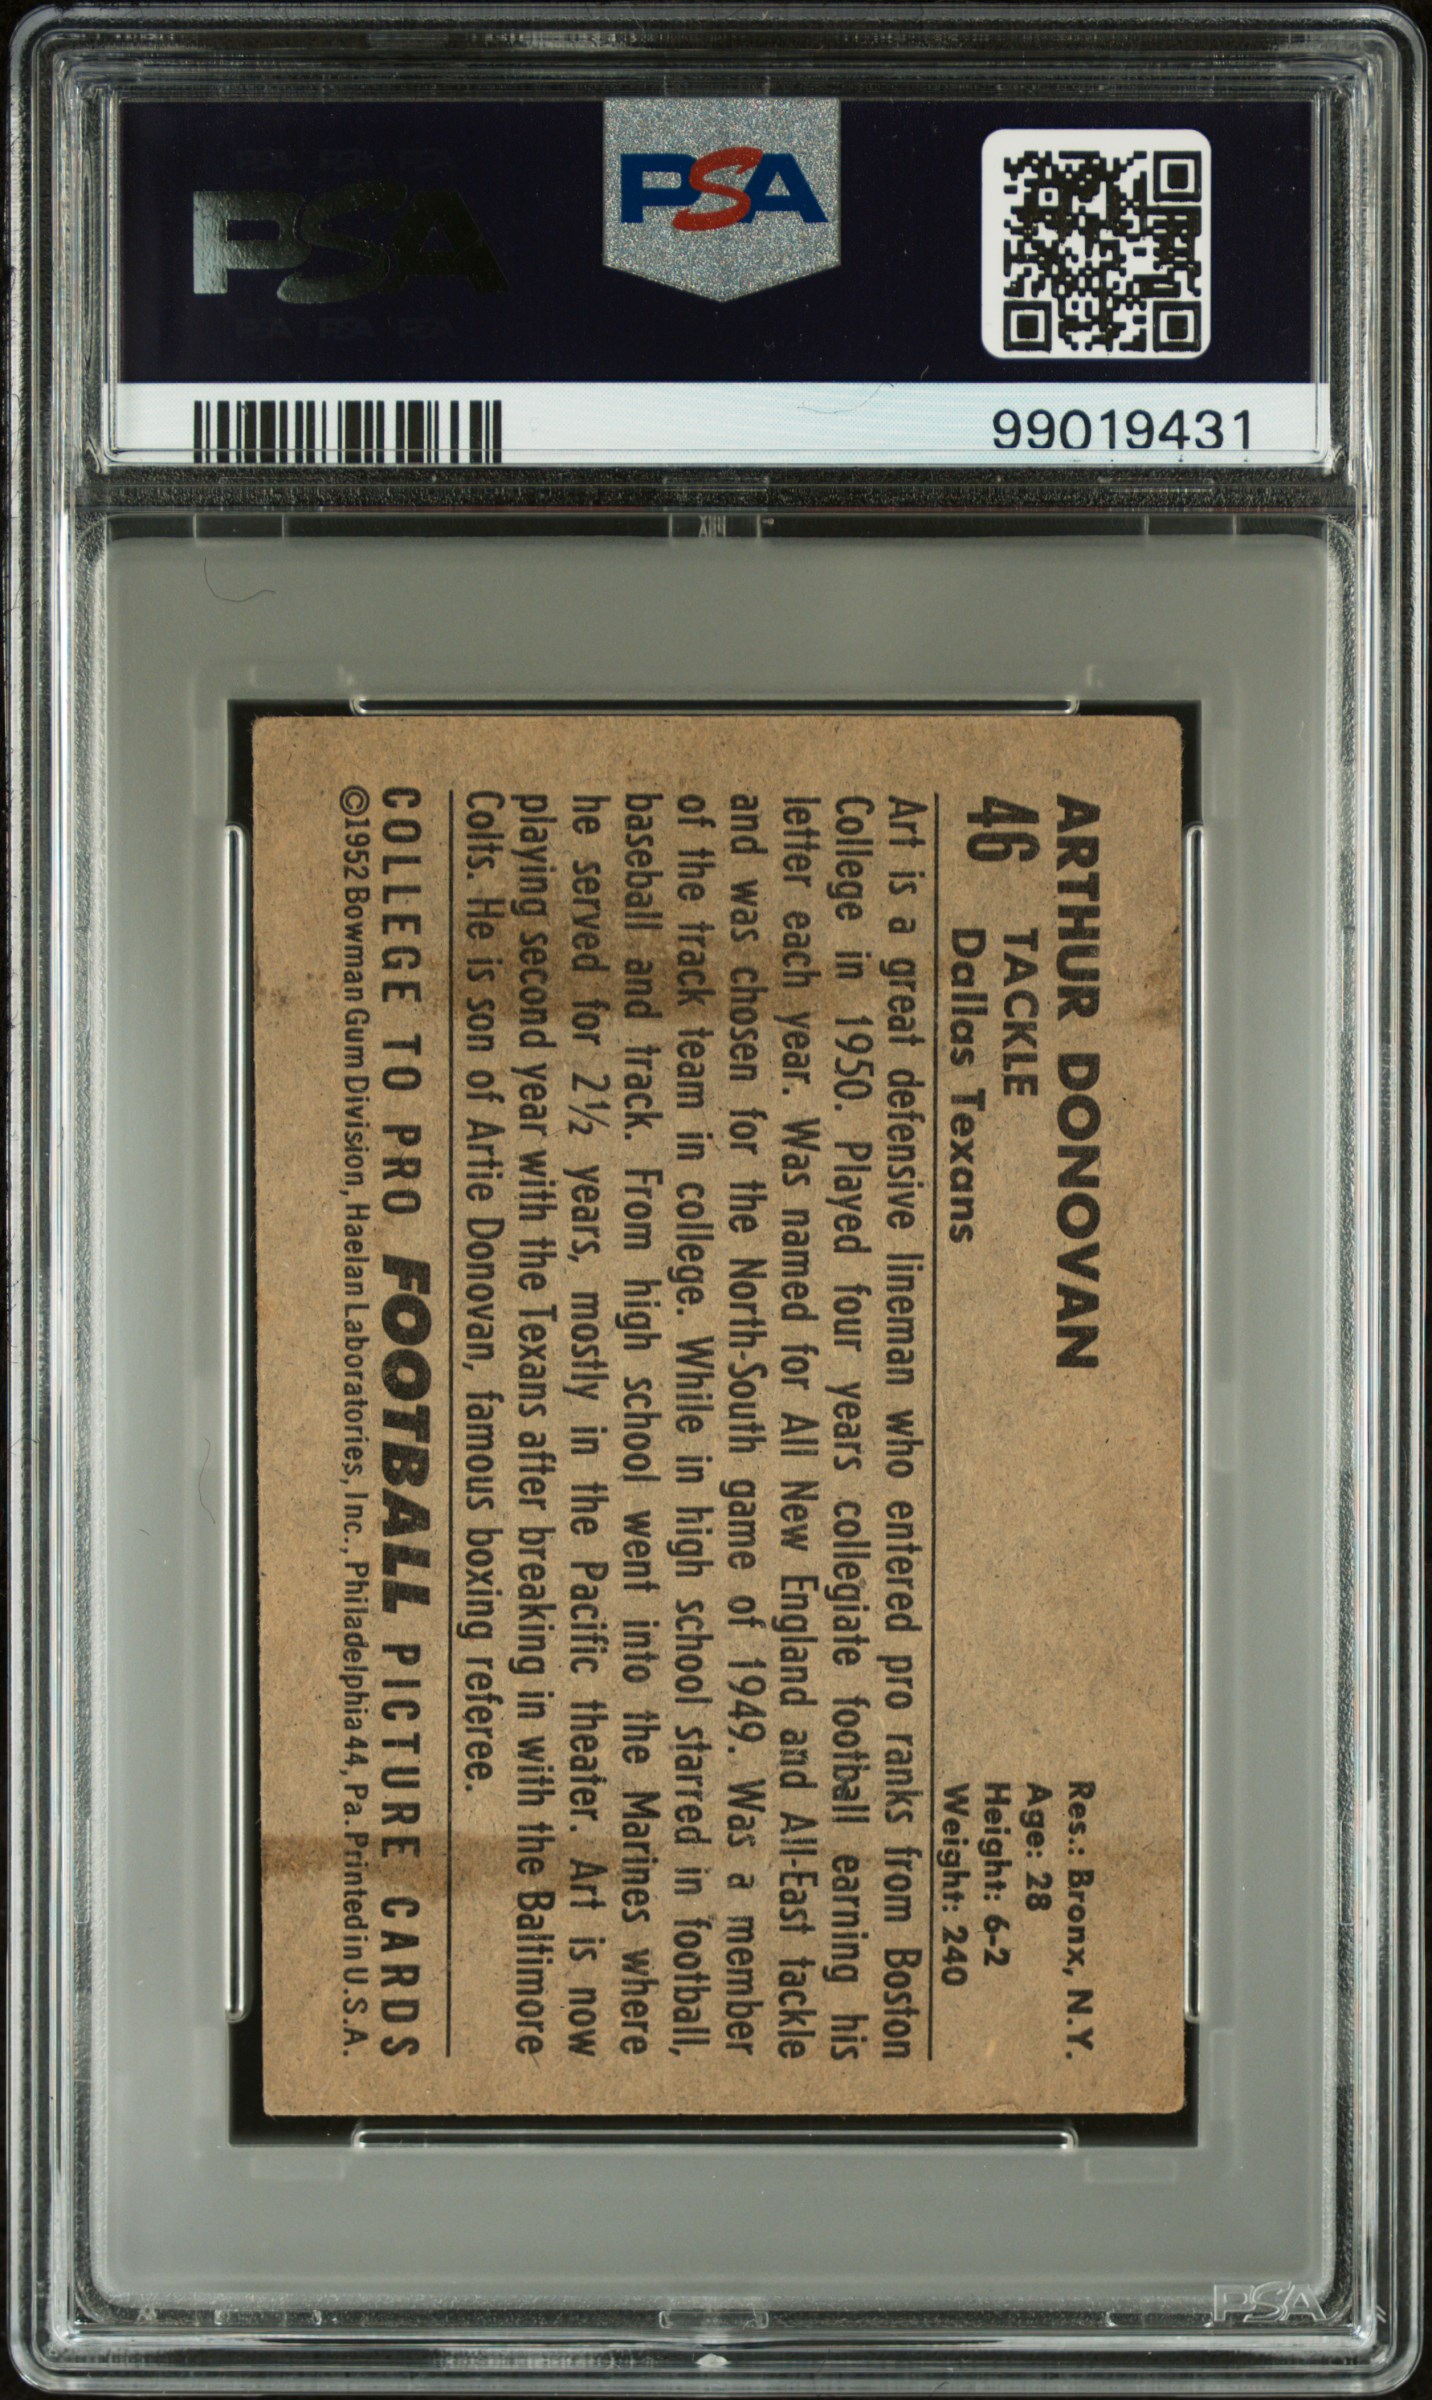 PSA
PSA
99019431
ARTHUR DONOVAN
46 TACKLE
Dallas Texans
Res.: Bronx, N.Y.
Age: 28
Height: 6-2
Weight: 240
Art is a great defensive lineman who entered pro ranks from Boston
College in 1950. Played four years collegiate football earning his
letter each year. Was named for All New England and All-East tackle
and was chosen for the North-South game of 1949. Was a member
of the track team in college. While in high school starred in football,
baseball and track. From high school went into the Marines where
he served for 2½ years, mostly in the Pacific theater. Art is now
playing second year with the Texans after breaking in with the Baltimore
Colts. He is son of Artie Donovan, famous boxing referee.
COLLEGE TO PRO FOOTBALL PICTURE CARDS
©1952 Bowman Gum Division, Haelan Laboratories, Inc., Philadelphia 44, Pa. Printed in U.S.A.
PSA